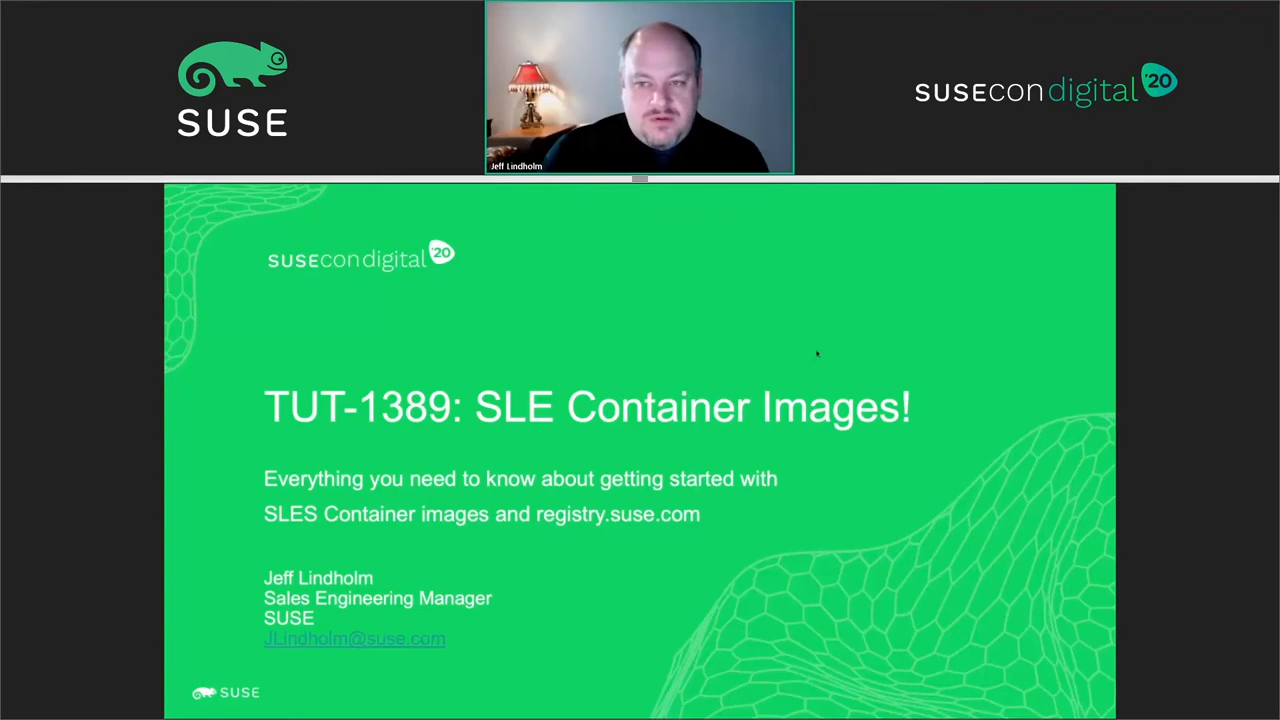 SUSE
Jeff Lindholm
SUSECon digital '20
SUSECon digital '20
TUT-1389: SLE Container Images!
Everything you need to know about getting started with
SLES Container images and registry.suse.com
Jeff Lindholm
Sales Engineering Manager
SUSE
JLindholm@suse.com
SUSE